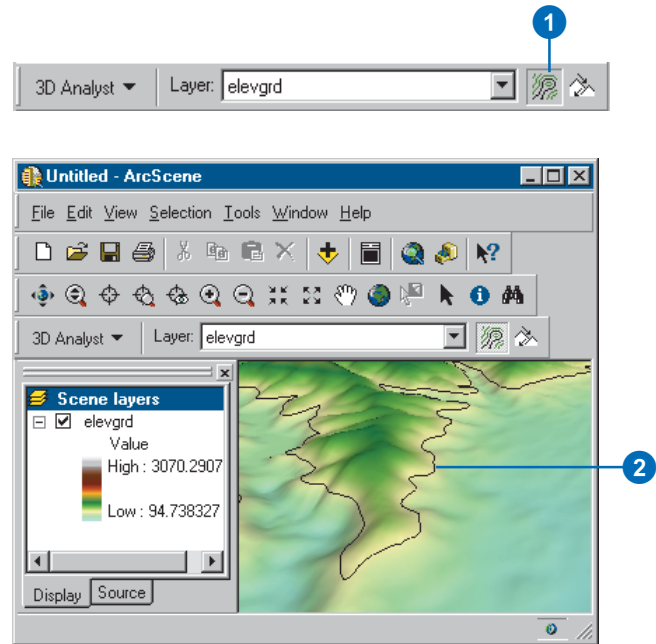 1
3D Analyst Layer: elevgrd
Untitled - ArcScene
File Edit View Selection Tools Window Help
3D Analyst Layer: elevgrd
Scene layers
elevgrd
Value
High : 3070.2907
Low : 94.738327
Display Source
2